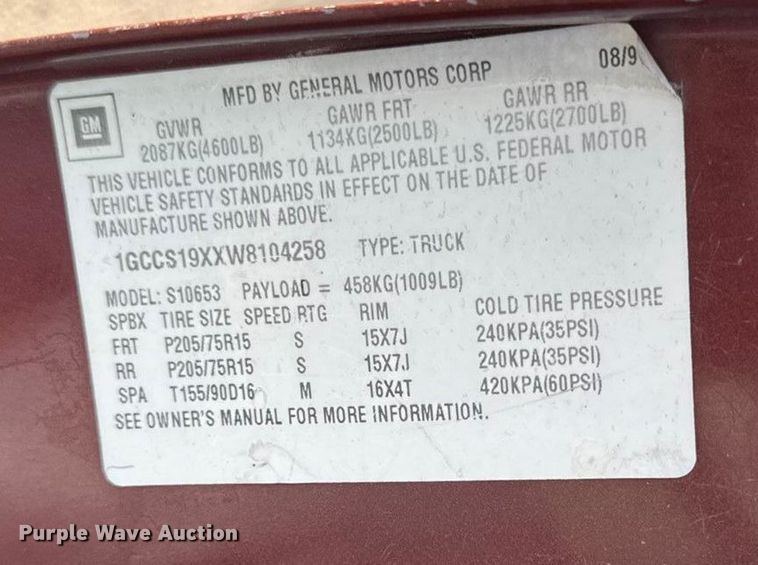 MFD BY GENERAL MOTORS CORP 08/9
GM
GVWR GAWR FRT GAWR RR
2087KG(4600LB) 1134KG(2500LB) 1225KG(2700LB)
THIS VEHICLE CONFORMS TO ALL APPLICABLE U.S. FEDERAL MOTOR
VEHICLE SAFETY STANDARDS IN EFFECT ON THE DATE OF
MANUFACTURE SHOWN ABOVE.
1GCCS19XXW8104258 TYPE: TRUCK
MODEL: S10653 PAYLOAD = 458KG(1009LB)
SPBX TIRE SIZE SPEED RTG RIM COLD TIRE PRESSURE
FRT P205/75R15 S 15X7J 240KPA(35PSI)
RR P205/75R15 S 15X7J 240KPA(35PSI)
SPA T155/90D16 M 16X4T 420KPA(60PSI)
SEE OWNER'S MANUAL FOR MORE INFORMATION.
Purple Wave Auction